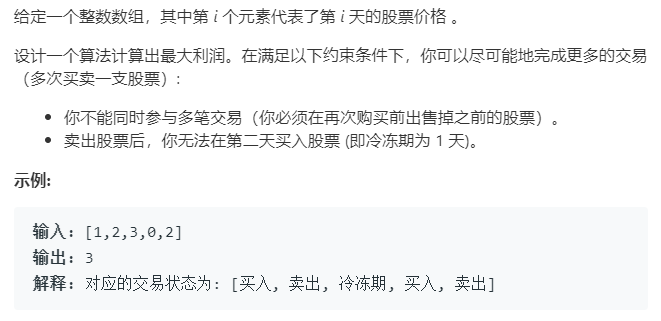 给定一个整数数组，其中第 i 个元素代表了第 i 天的股票价格 。
设计一个算法计算出最大利润。在满足以下约束条件下，你可以尽可能地完成更多的交易
（多次买卖一支股票）:
• 你不能同时参与多笔交易（你必须在再次购买前出售掉之前的股票）。
• 卖出股票后，你无法在第二天买入股票 (即冷冻期为 1 天)。
示例:
输入: [1,2,3,0,2]
输出: 3
解释: 对应的交易状态为: [买入, 卖出, 冷冻期, 买入, 卖出]